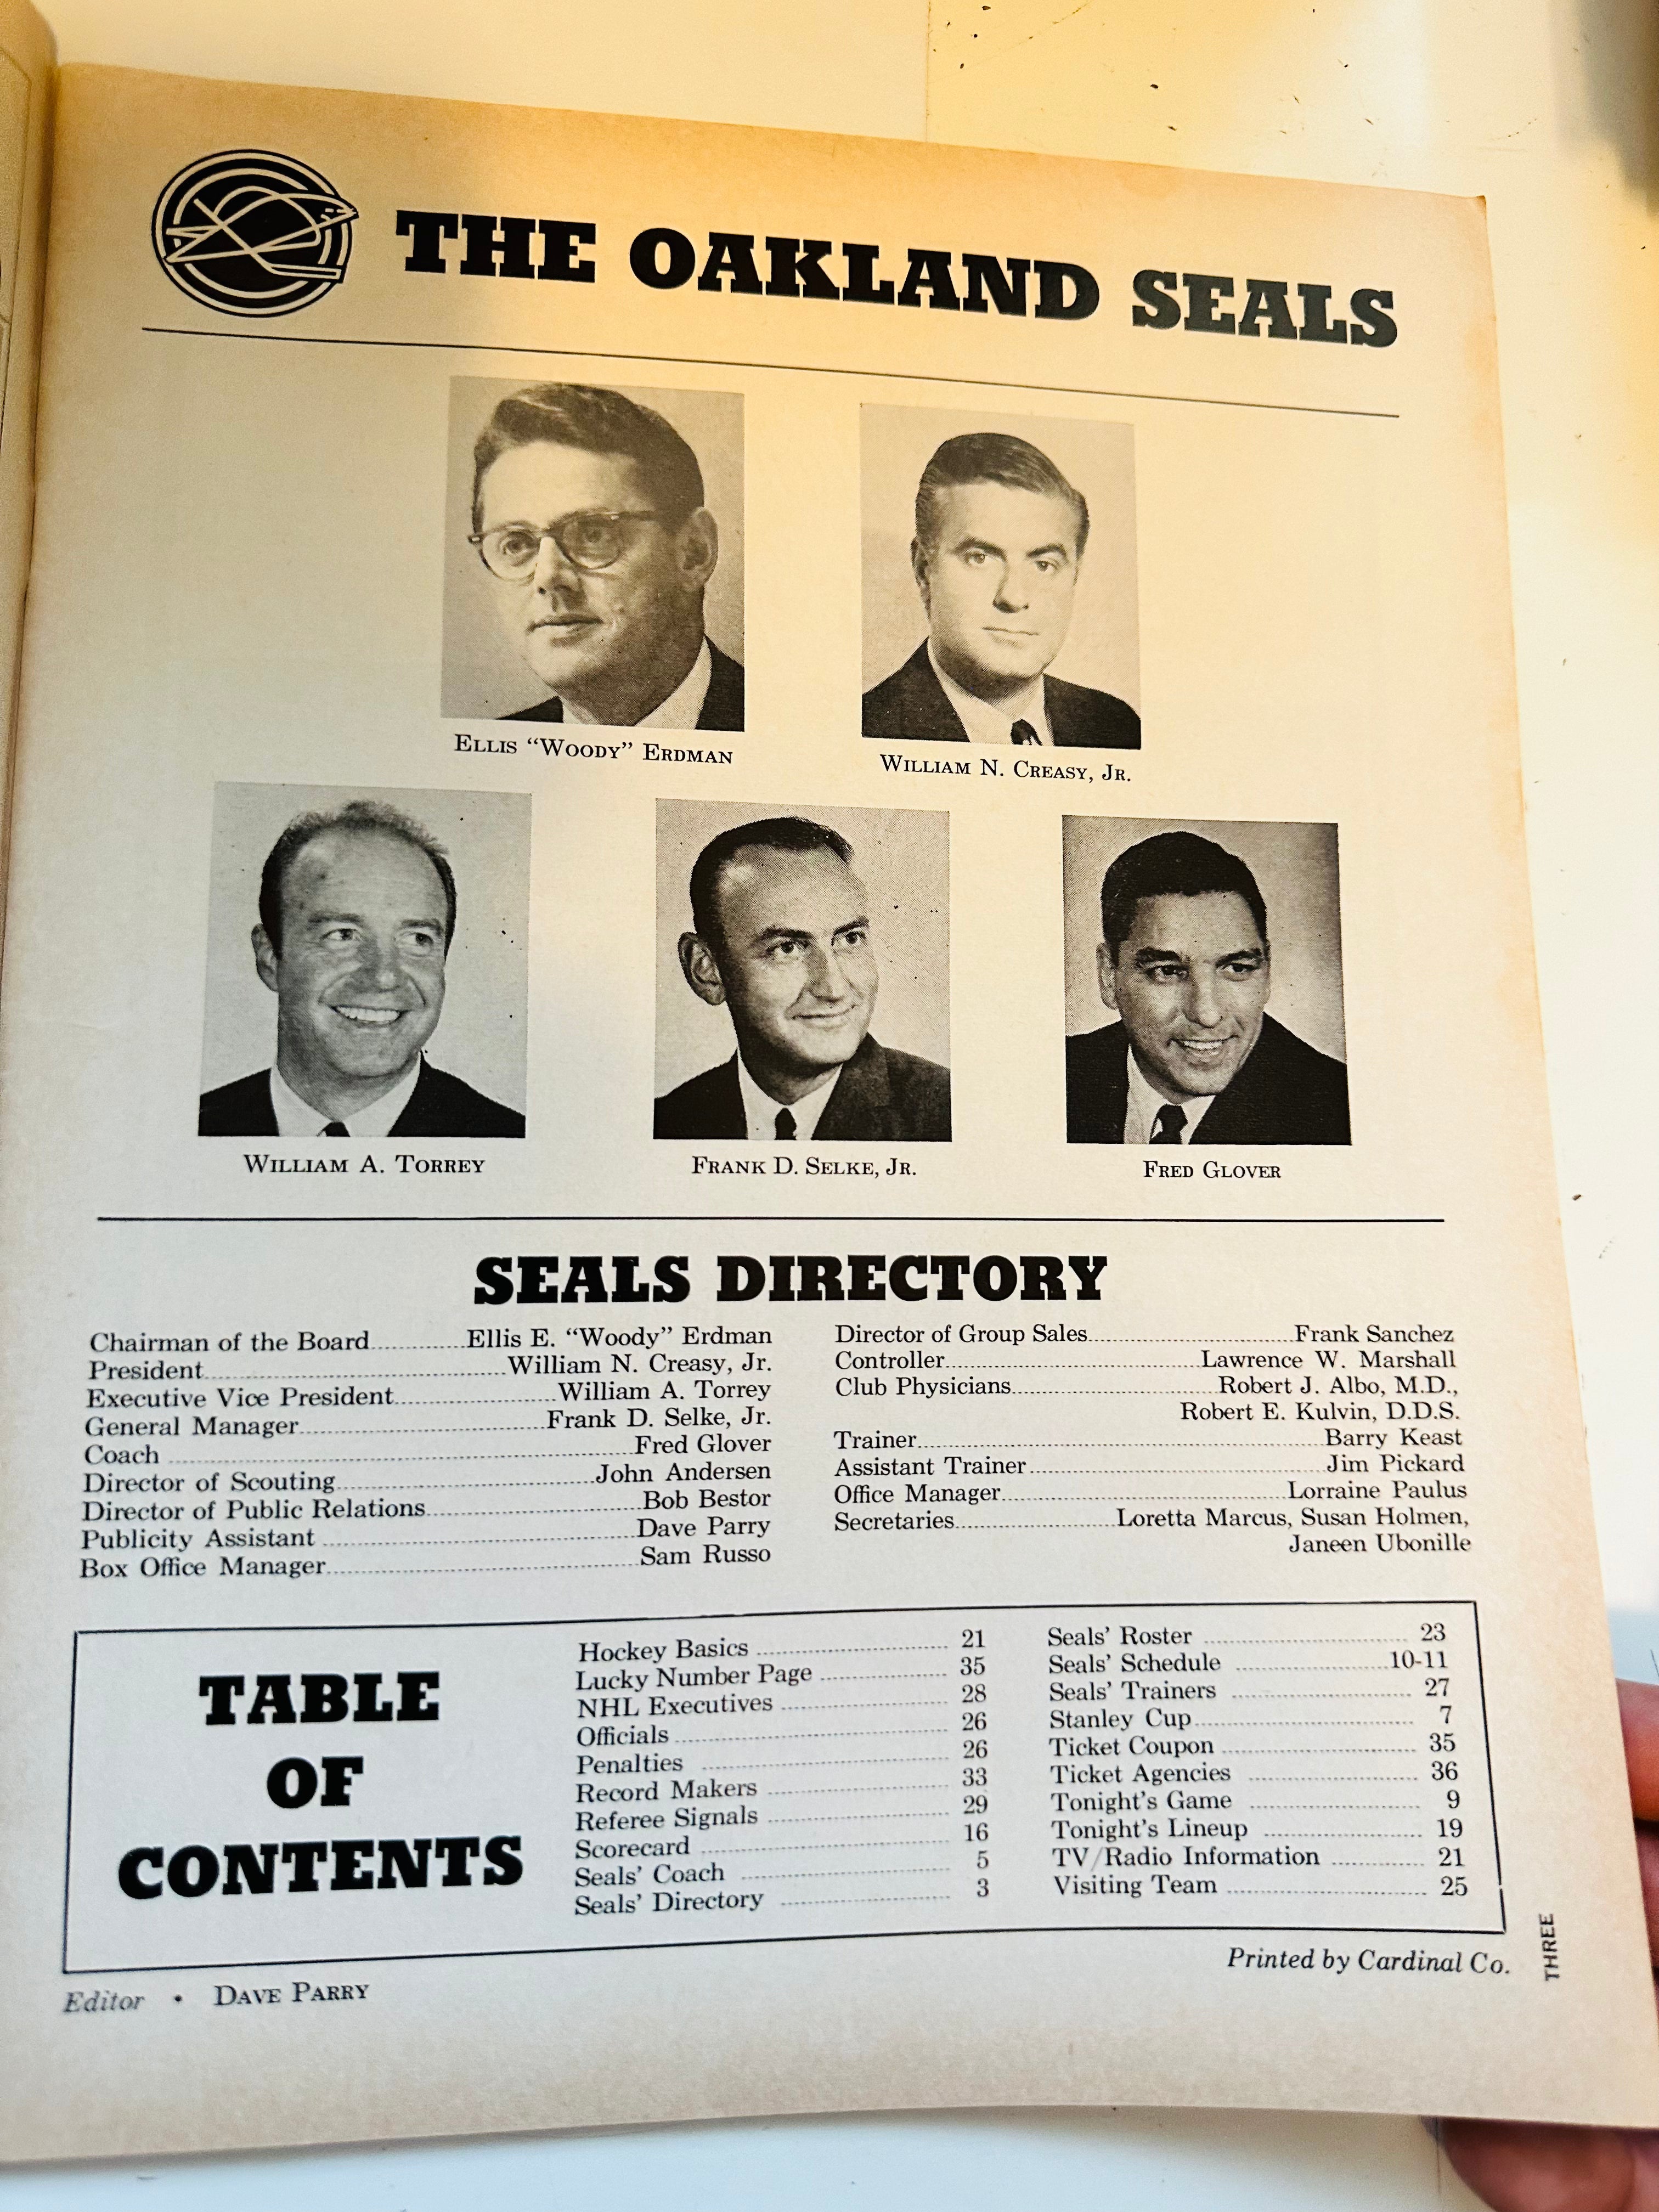 THE OAKLAND SEALS
ELLIS "WOODY" ERDMAN
WILLIAM N. CREASY, JR.
WILLIAM A. TORREY
FRANK D. SELKE, JR.
FRED GLOVER
SEALS DIRECTORY
Chairman of the Board.............Ellis E. "Woody" Erdman
President..........................................William N. Creasy, Jr.
Executive Vice President......................William A. Torrey
General Manager..................................Frank D. Selke, Jr.
Coach ................................................................Fred Glover
Director of Scouting....................................John Andersen
Director of Public Relations..............................Bob Bestor
Publicity Assistant ...........................................Dave Parry
Box Office Manager...........................................Sam Russo
Director of Group Sales.............................Frank Sanchez
Controller....................................Lawrence W. Marshall
Club Physicians.............................Robert J. Albo, M.D.,
Robert E. Kulvin, D.D.S.
Trainer.........................................................Barry Keast
Assistant Trainer.........................................Jim Pickard
Office Manager.......................................Lorraine Paulus
Secretaries......................Loretta Marcus, Susan Holmen,
Janeen Ubonille
TABLE
OF
CONTENTS
Hockey Basics ........................... 21
Lucky Number Page .................. 35
NHL Executives ........................ 28
Officials ...................................... 26
Penalties ................................... 26
Record Makers ......................... 33
Referee Signals ......................... 29
Scorecard ................................... 16
Seals' Coach .............................. 5
Seals' Directory ........................ 3
Seals' Roster ............................. 23
Seals' Schedule .....................10-11
Seals' Trainers ......................... 27
Stanley Cup............................... 7
Ticket Coupon ........................... 35
Ticket Agencies ........................ 36
Tonight's Game ........................ 9
Tonight's Lineup ...................... 19
TV/Radio Information ............. 21
Visiting Team ........................... 25
Editor • DAVE PARRY
Printed by Cardinal Co.
THREE